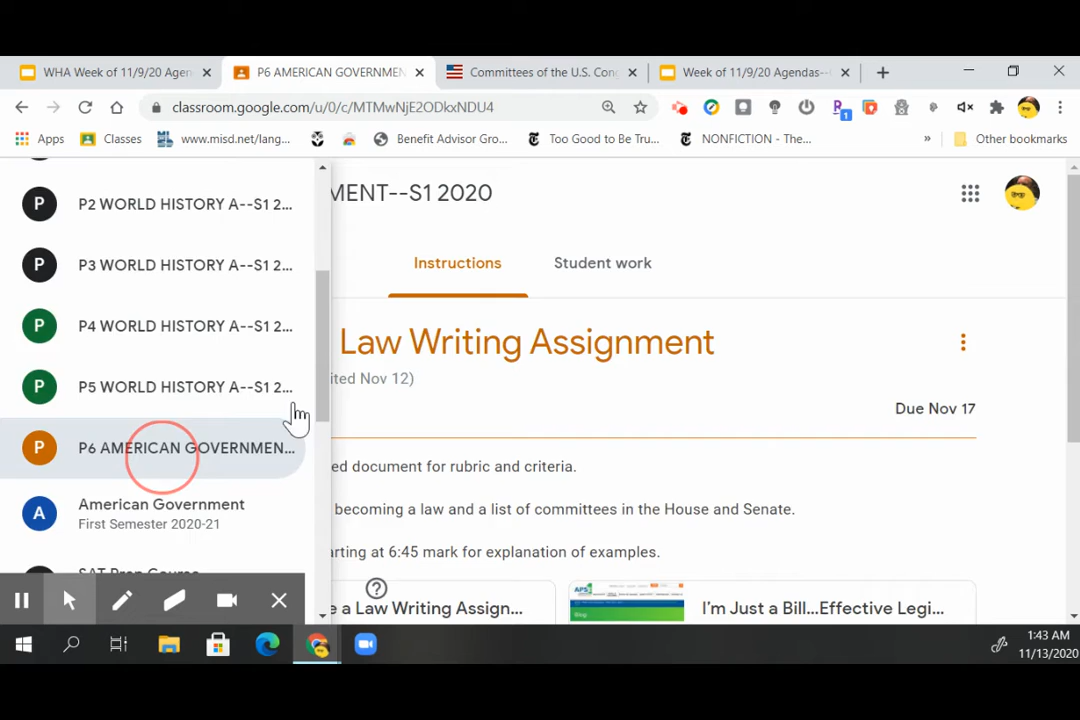 WHA Week of 11/9/20 Agen
P6 AMERICAN GOVERNMEN
Committees of the U.S. Con
Week of 11/9/20 Agendas--
classroom.google.com/u/0/c/MTMwNjE2ODkxNDU4
Apps
Classes
www.misd.net/lang...
Benefit Advisor Gro...
Too Good to Be Tru...
NONFICTION - The...
Other bookmarks
P P2 WORLD HISTORY A--S1 2...
P P3 WORLD HISTORY A--S1 2...
P P4 WORLD HISTORY A--S1 2...
P P5 WORLD HISTORY A--S1 2...
P P6 AMERICAN GOVERNMEN...
A American Government
First Semester 2020-21
SAT Prep Course
MENT--S1 2020
Instructions
Student work
Law Writing Assignment
ited Nov 12)
Due Nov 17
ed document for rubric and criteria.
becoming a law and a list of committees in the House and Senate.
arting at 6:45 mark for explanation of examples.
e a Law Writing Assign...
APS
I'm Just a Bill...Effective Legi...
1:43 AM
11/13/2020